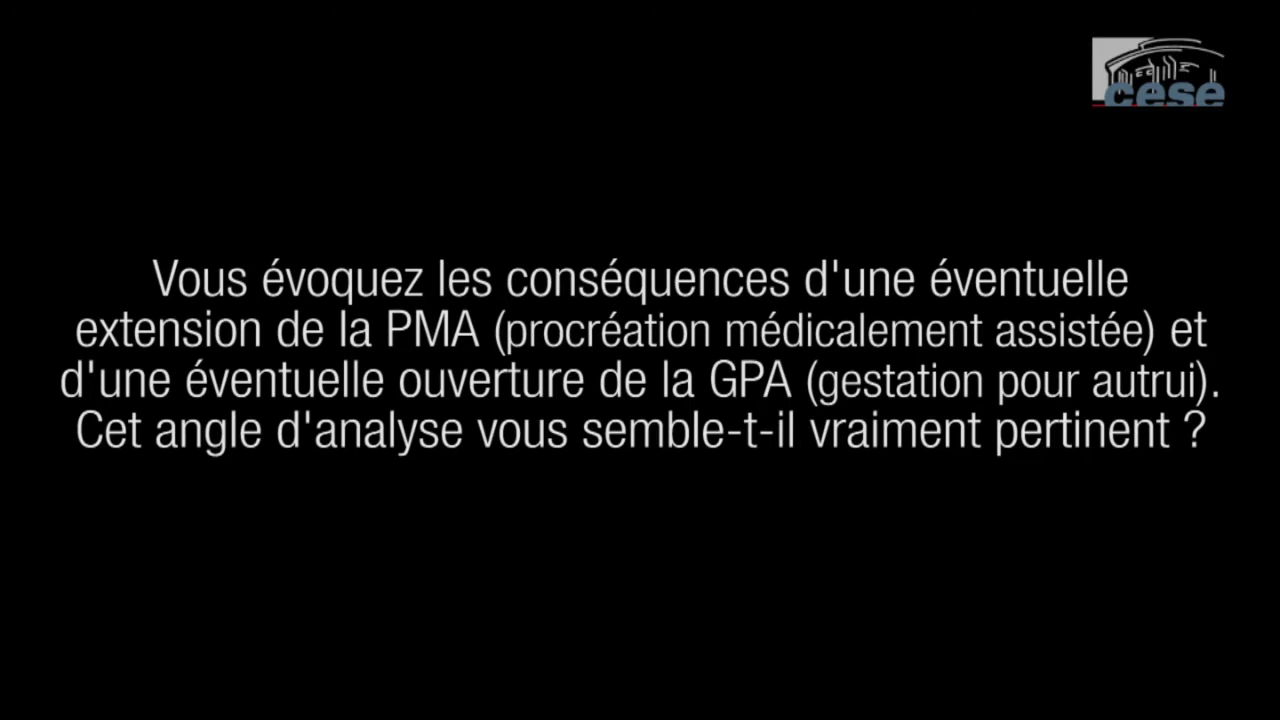 cese
Vous évoquez les conséquences d'une éventuelle
extension de la PMA (procréation médicalement assistée) et
d'une éventuelle ouverture de la GPA (gestation pour autrui).
Cet angle d'analyse vous semble-t-il vraiment pertinent ?